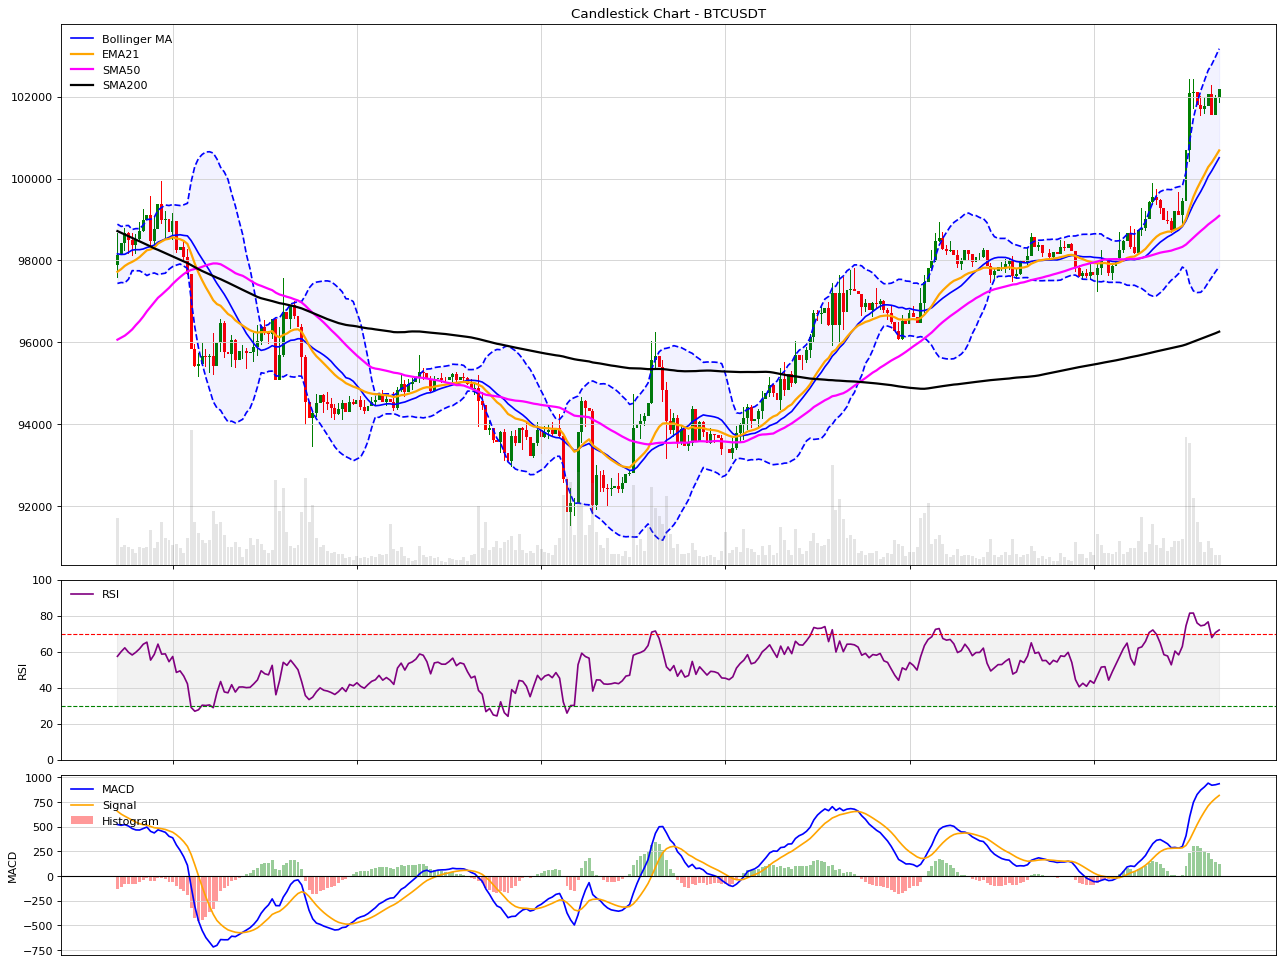 Candlestick Chart - BTCUSDT
Bollinger MA
EMA21
SMA50
SMA200
102000
100000
98000
96000
94000
92000
RSI
100
80
60
40
20
0
RSI
MACD
Signal
Histogram
1000
750
500
250
0
−250
−500
−750
MACD